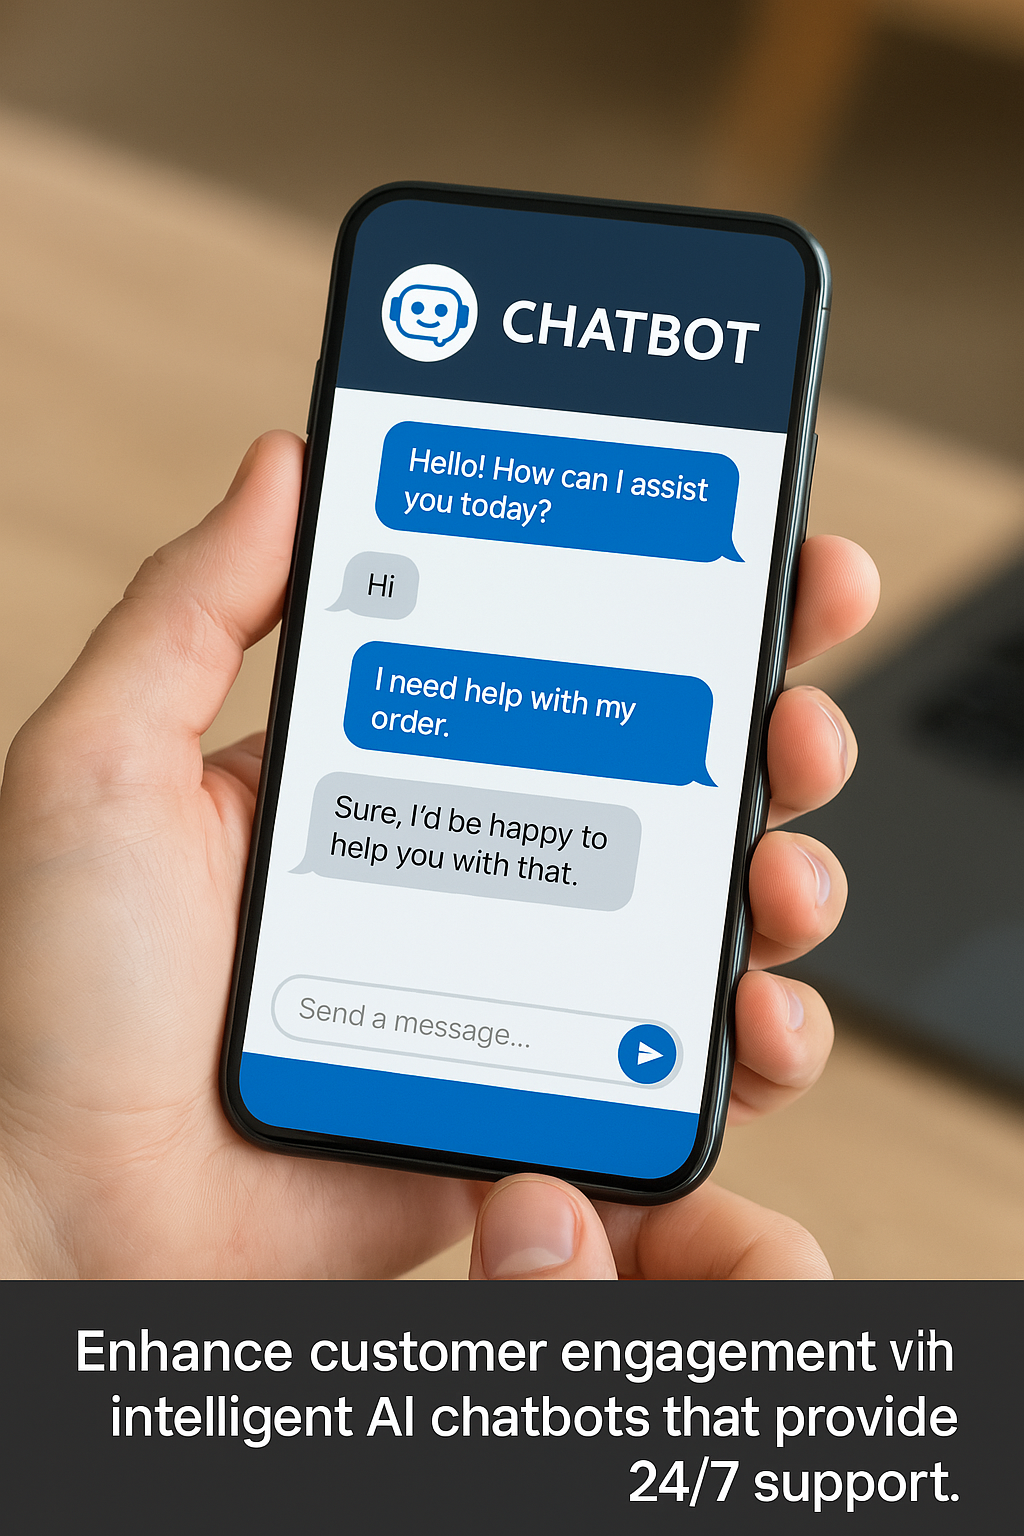 CHATBOT
Hello! How can I assist
you today?
Hi
I need help with my
order.
Sure, I'd be happy to
help you with that.
Send a message...
Enhance customer engagement vih
intelligent AI chatbots that provide
24/7 support.